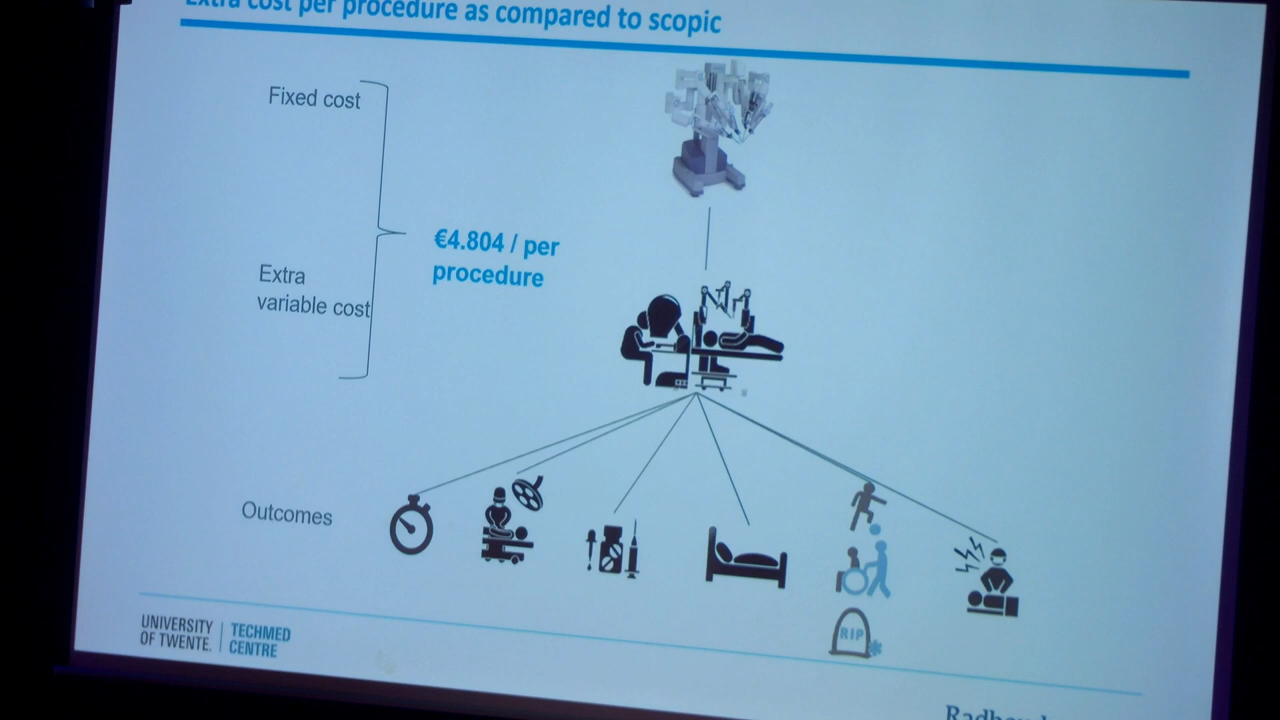 Extra cost per procedure as compared to scopic
Fixed cost
€4.804 / per
procedure
Extra
variable cost
Outcomes
RIP
UNIVERSITY
OF TWENTE.
TECHMED
CENTRE